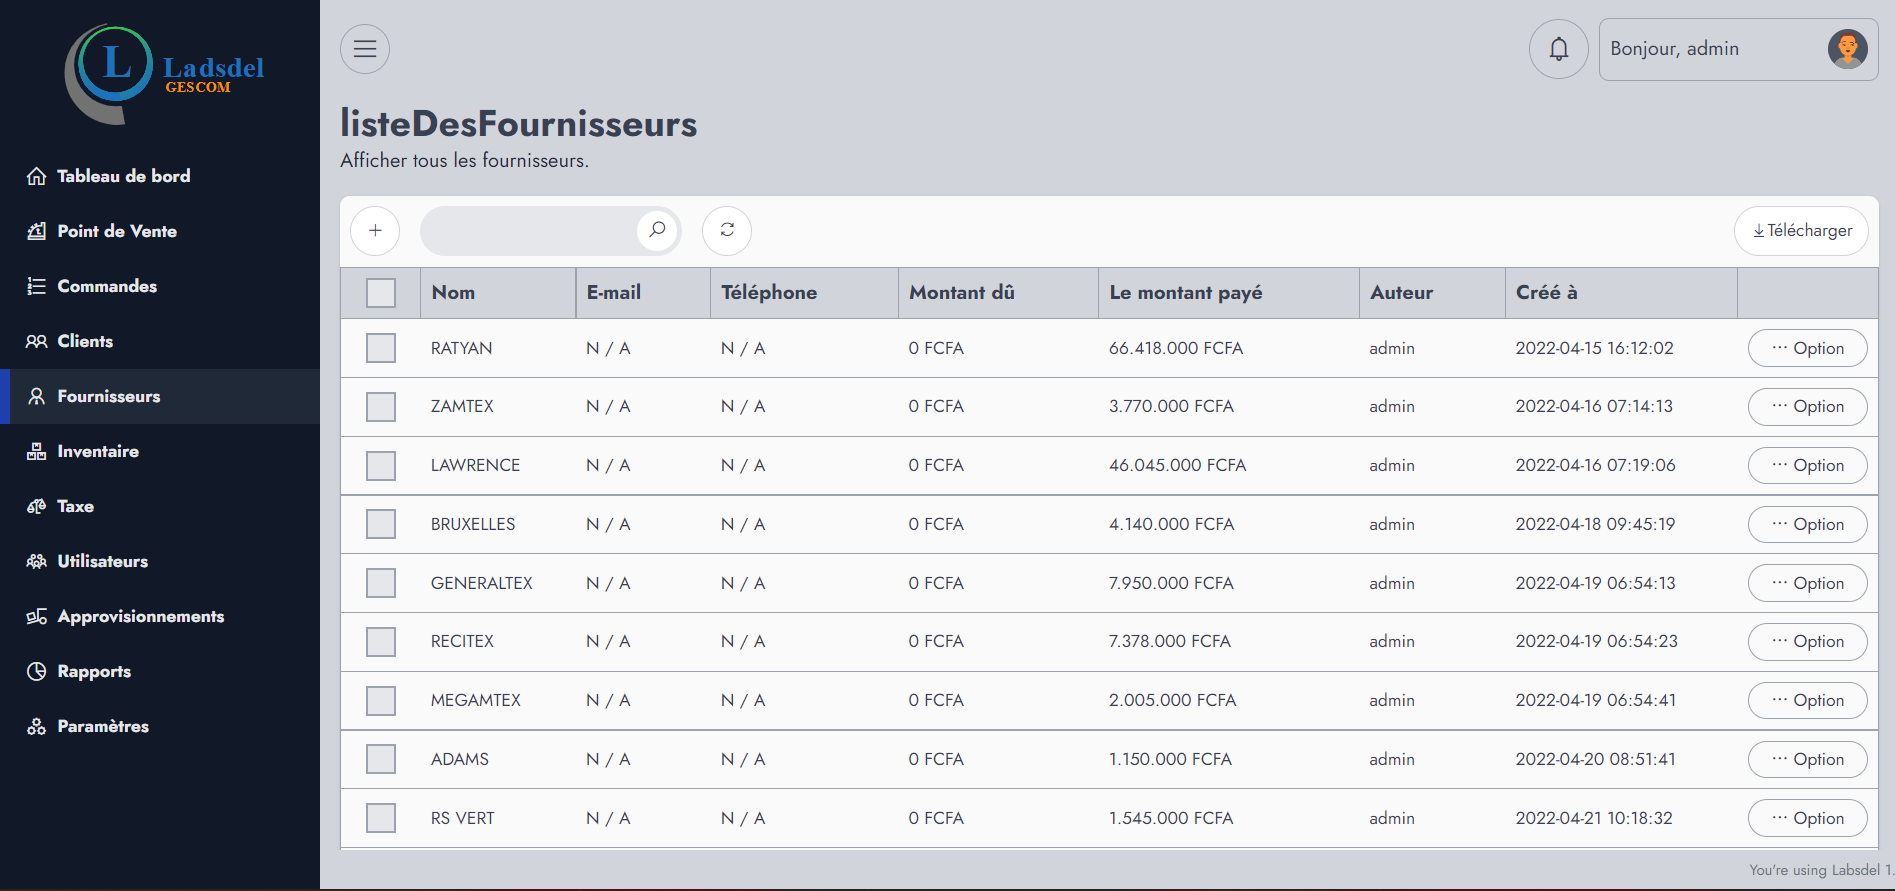 L
Ladsdel
GESCOM
Tableau de bord
Point de Vente
Commandes
Clients
Fournisseurs
Inventaire
Taxe
Utilisateurs
Approvisionnements
Rapports
Paramètres
Bonjour, admin
listeDesFournisseurs
Afficher tous les fournisseurs.
Télécharger
Nom E-mail Téléphone Montant dû Le montant payé Auteur Créé à
RATYAN N / A N / A 0 FCFA 66.418.000 FCFA admin 2022-04-15 16:12:02 ··· Option
ZAMTEX N / A N / A 0 FCFA 3.770.000 FCFA admin 2022-04-16 07:14:13 ··· Option
LAWRENCE N / A N / A 0 FCFA 46.045.000 FCFA admin 2022-04-16 07:19:06 ··· Option
BRUXELLES N / A N / A 0 FCFA 4.140.000 FCFA admin 2022-04-18 09:45:19 ··· Option
GENERALTEX N / A N / A 0 FCFA 7.950.000 FCFA admin 2022-04-19 06:54:13 ··· Option
RECITEX N / A N / A 0 FCFA 7.378.000 FCFA admin 2022-04-19 06:54:23 ··· Option
MEGAMTEX N / A N / A 0 FCFA 2.005.000 FCFA admin 2022-04-19 06:54:41 ··· Option
ADAMS N / A N / A 0 FCFA 1.150.000 FCFA admin 2022-04-20 08:51:41 ··· Option
RS VERT N / A N / A 0 FCFA 1.545.000 FCFA admin 2022-04-21 10:18:32 ··· Option
You're using Labsdel 1.